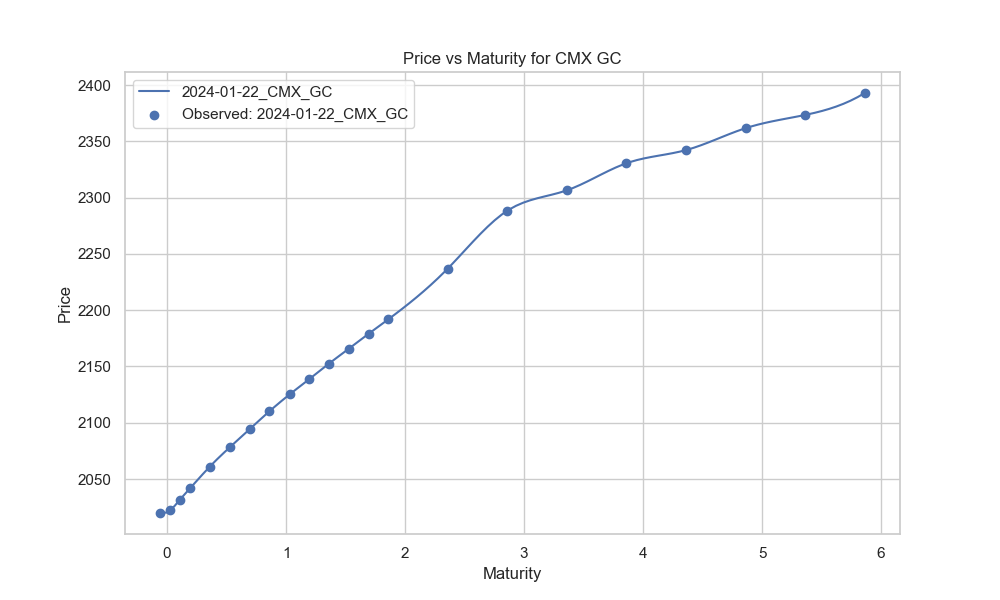 Price vs Maturity for CMX GC
2024-01-22_CMX_GC
Observed: 2024-01-22_CMX_GC
Price
2400
2350
2300
2250
2200
2150
2100
2050
0 1 2 3 4 5 6
Maturity